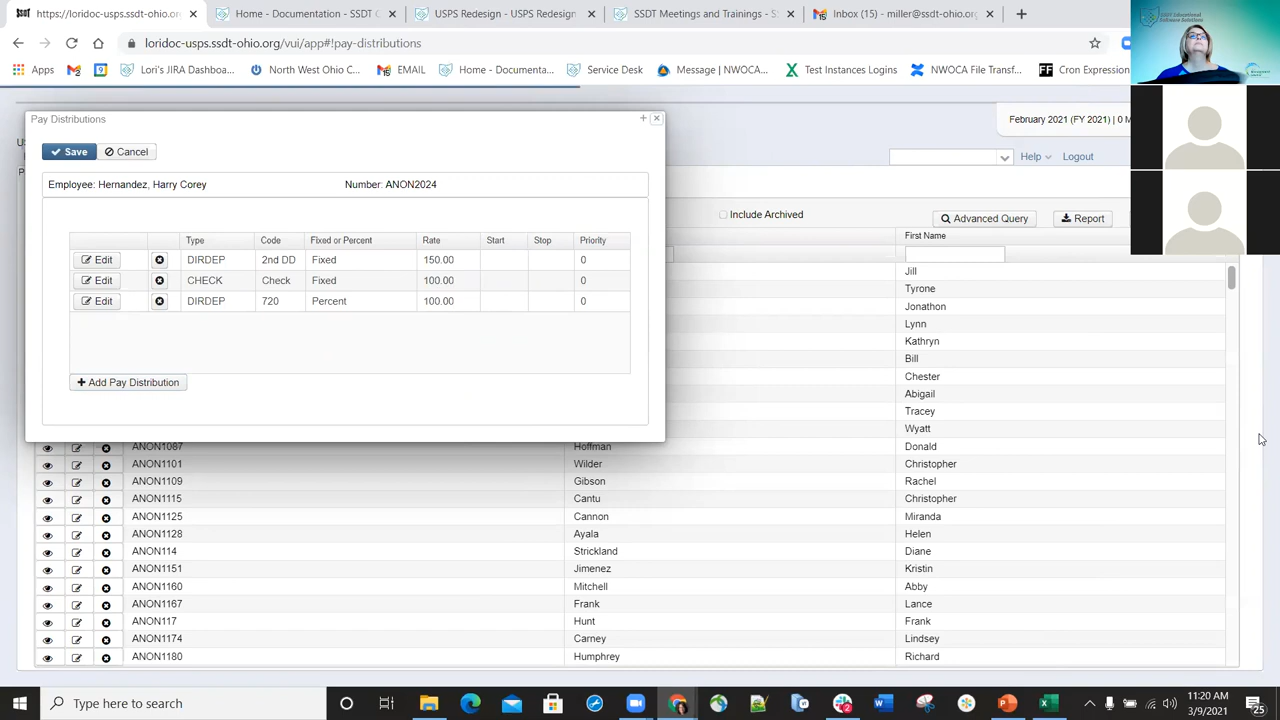 https://loridoc-usps.ssdt-ohio.org
Home - Documentation - SSDT C
USPS Redesign - USPS Redesign
SSDT Meetings and Trainings - S
Inbox (15) - miller@ssdt-ohio.org
loridoc-usps.ssdt-ohio.org/vui/app#!pay-distributions
Apps
Lori's JIRA Dashboa...
North West Ohio C...
EMAIL
Home - Documenta...
Service Desk
Message | NWOCA...
Test Instances Logins
NWOCA File Transf...
Cron Expression
Pay Distributions
February 2021 (FY 2021) | 0 M
Save
Cancel
Help
Logout
Employee: Hernandez, Harry Corey
Number: ANON2024
Include Archived
Advanced Query
Report
Type Code Fixed or Percent Rate Start Stop Priority
First Name
Edit DIRDEP 2nd DD Fixed 150.00 0
Jill
Edit CHECK Check Fixed 100.00 0
Tyrone
Edit DIRDEP 720 Percent 100.00 0
Jonathon
Lynn
Kathryn
Bill
Chester
Add Pay Distribution
Abigail
Tracey
Wyatt
ANON1087 Hoffman Donald
ANON1101 Wilder Christopher
ANON1109 Gibson Rachel
ANON1115 Cantu Christopher
ANON1125 Cannon Miranda
ANON1128 Ayala Helen
ANON114 Strickland Diane
ANON1151 Jimenez Kristin
ANON1160 Mitchell Abby
ANON1167 Frank Lance
ANON117 Hunt Frank
ANON1174 Carney Lindsey
ANON1180 Humphrey Richard
Type here to search
11:20 AM
3/9/2021
25